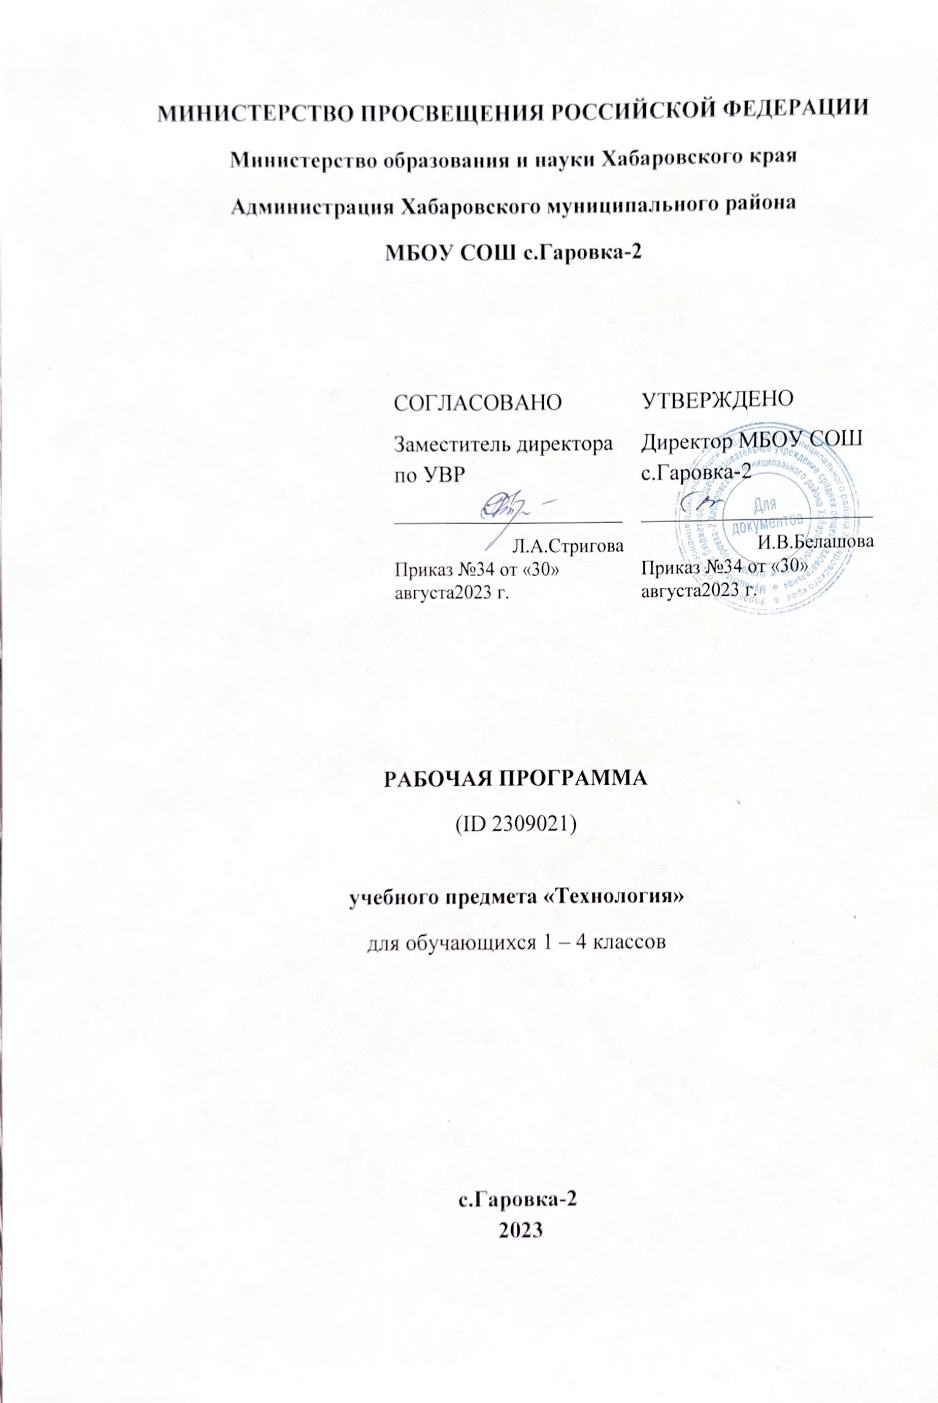 МИНИСТЕРСТВО ПРОСВЕЩЕНИЯ РОССИЙСКОЙ ФЕДЕРАЦИИ
Министерство образования и науки Хабаровского края
Администрация Хабаровского муниципального района
МБОУ СОШ с.Гаровка-2
СОГЛАСОВАНО
Заместитель директора
по УВР
Л.А.Стригова
Приказ №34 от «30»
августа2023 г.
УТВЕРЖДЕНО
Директор МБОУ СОШ
с.Гаровка-2
Для
документов
И.В.Белашова
Приказ №34 от «30»
августа2023 г.
РАБОЧАЯ ПРОГРАММА
(ID 2309021)
учебного предмета «Технология»
для обучающихся 1 – 4 классов
с.Гаровка-2
2023